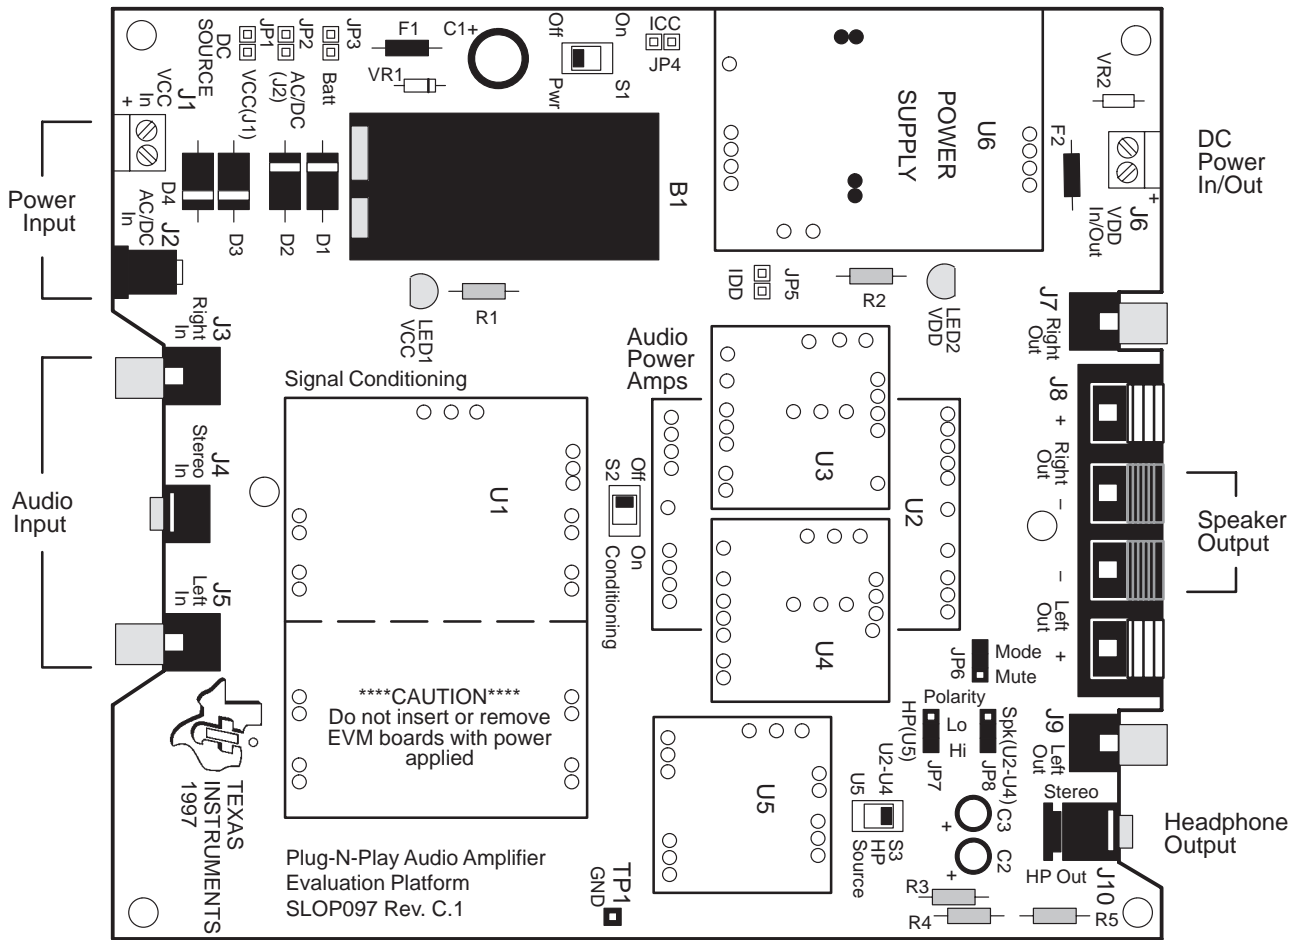 DC
SOURCE
JP1
VCC(J1)
JP2
AC/DC
(J2)
JP3
Batt
F1
VR1
C1+
Off
On
Pwr
S1
ICC
JP4
U6
POWER
SUPPLY
VR2
F2
J6
VDD
In/Out
+
DC
Power
In/Out
J1
VCC
In
+
Power
Input
D4
D3
D2
D1
J2
AC/DC
In
B1
LED1
VCC
R1
JP5
IDD
R2
LED2
VDD
J3
Right
In
J7
Right
Out
Signal Conditioning
Audio
Power
Amps
U1
U3
U2
U4
S2
Off
On
Conditioning
J4
Stereo
In
Audio
Input
J5
Left
In
J8
+
Right
Out
–
–
Left
Out
+
Speaker
Output
****CAUTION****
Do not insert or remove
EVM boards with power
applied
JP6
Mode
Mute
Polarity
HP(U5)
Lo
Hi
JP7
Spk(U2-U4)
JP8
J9
Left
Out
TEXAS
INSTRUMENTS
1997
U5
U2-U4
U5
S3
HP
Source
C3
+
C2
+
Stereo
HP Out
J10
Headphone
Output
R3
R4
R5
Plug-N-Play Audio Amplifier
Evaluation Platform
SLOP097 Rev. C.1
TP1
GND